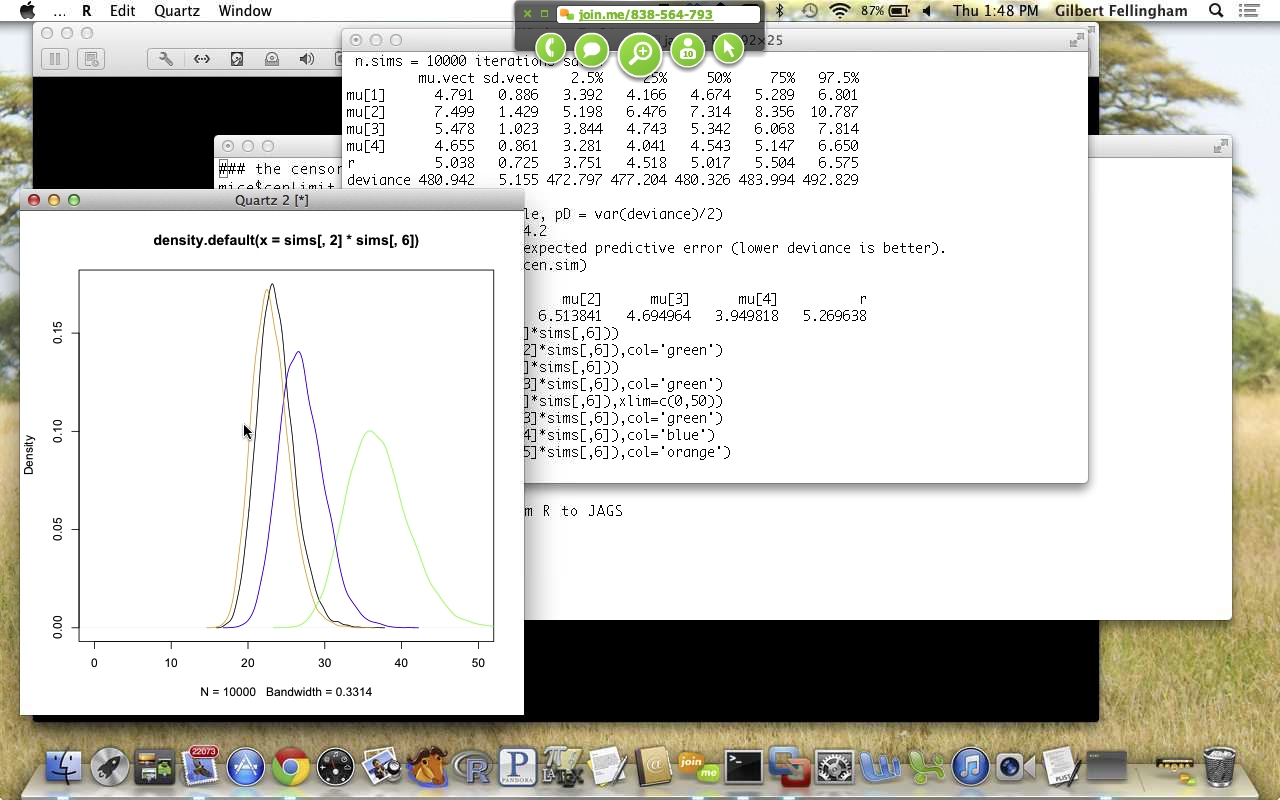 ... R Edit Quartz Window
87% Thu 1:48 PM Gilbert Fellingham
join.me/838-564-793
10
92×25
n.sims = 10000 iterations
mu.vect sd.vect 2.5% 25% 50% 75% 97.5%
mu[1] 4.791 0.886 3.392 4.166 4.674 5.289 6.801
mu[2] 7.499 1.429 5.198 6.476 7.314 8.356 10.787
mu[3] 5.478 1.023 3.844 4.743 5.342 6.068 7.814
mu[4] 4.655 0.861 3.281 4.041 4.543 5.147 6.650
r 5.038 0.725 3.751 4.518 5.017 5.504 6.575
deviance 480.942 5.155 472.797 477.204 480.326 483.994 492.829
le, pD = var(deviance)/2)
4.2
expected predictive error (lower deviance is better).
cen.sim)
mu[2] mu[3] mu[4] r
6.513841 4.694964 3.949818 5.269638
]*sims[,6]))
2]*sims[,6]),col='green')
]*sims[,6]))
3]*sims[,6]),col='green')
]*sims[,6]),xlim=c(0,50))
3]*sims[,6]),col='green')
4]*sims[,6]),col='blue')
5]*sims[,6]),col='orange')
### the censor
mice$cenlimit
m R to JAGS
Quartz 2 [*]
density.default(x = sims[, 2] * sims[, 6])
Density
0.15
0.10
0.05
0.00
0 10 20 30 40 50
N = 10000 Bandwidth = 0.3314
22073
R
P
PANDORA
LATEX
@
join
me
PLIST